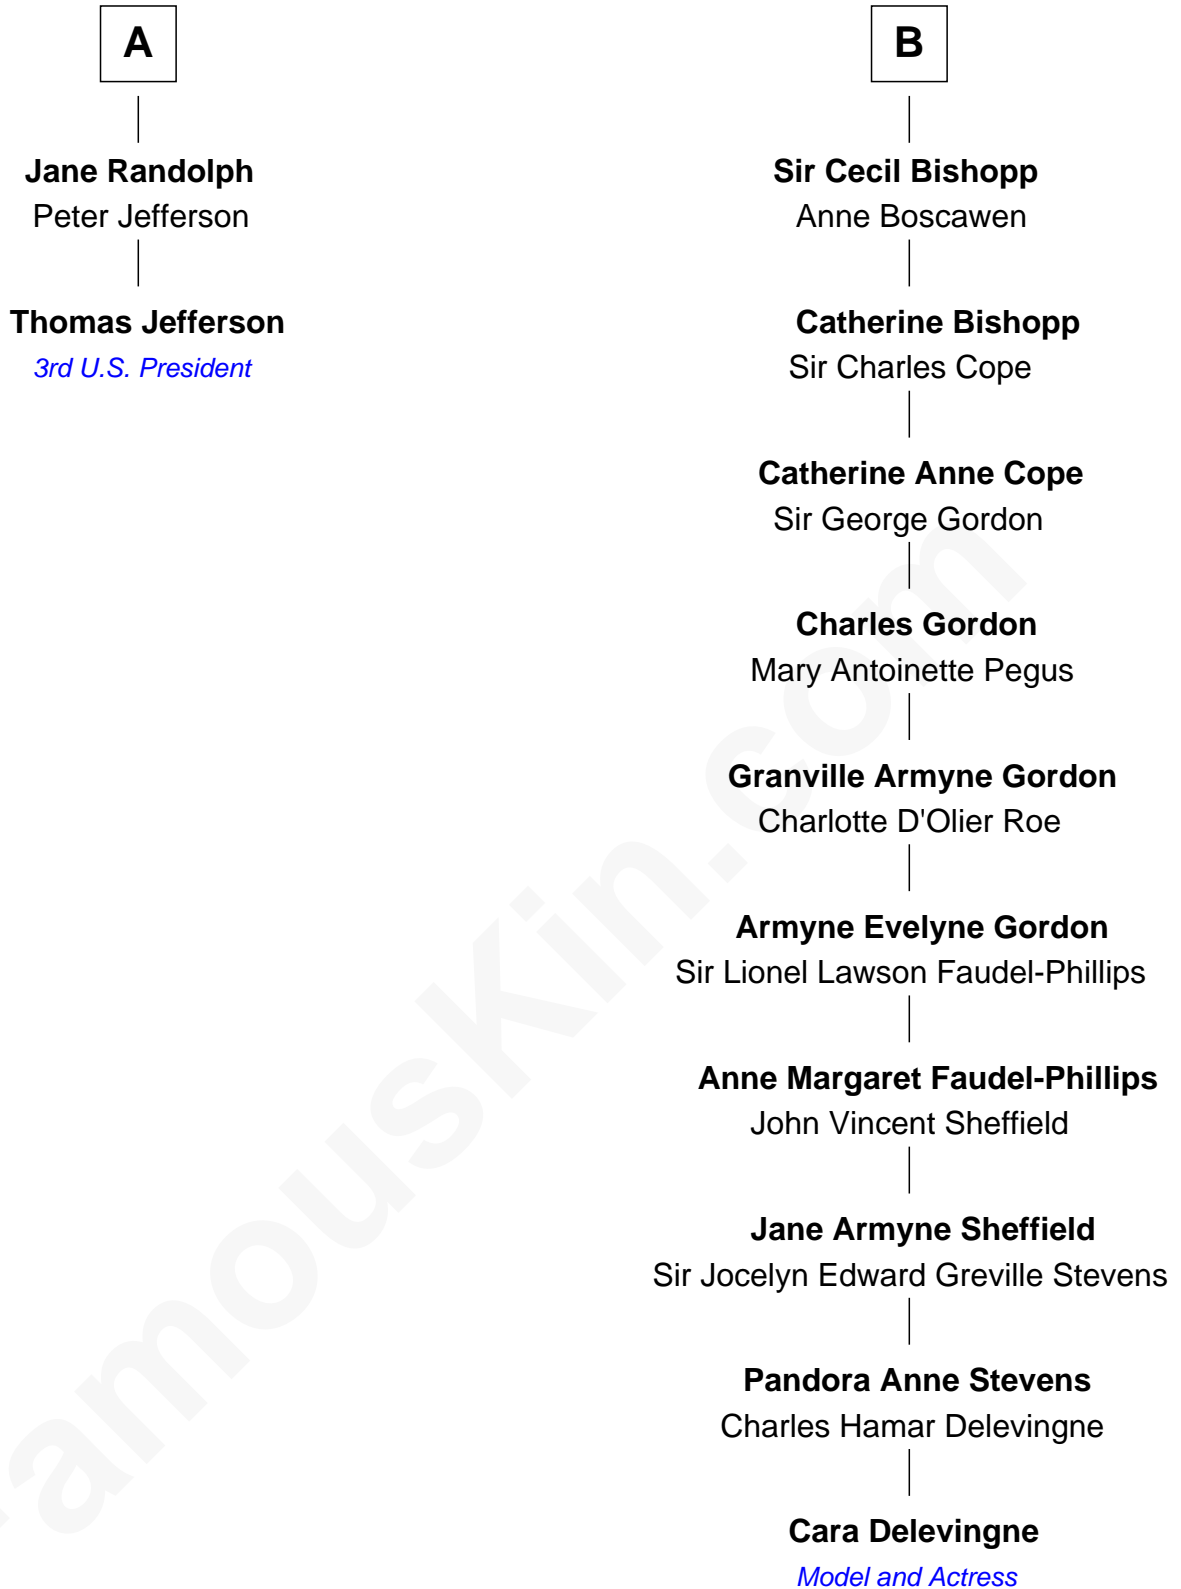 A
Jane Randolph
Peter Jefferson
Thomas Jefferson
3rd U.S. President
B
Sir Cecil Bishopp
Anne Boscawen
Catherine Bishopp
Sir Charles Cope
Catherine Anne Cope
Sir George Gordon
Charles Gordon
Mary Antoinette Pegus
Granville Armyne Gordon
Charlotte D'Olier Roe
Armyne Evelyne Gordon
Sir Lionel Lawson Faudel-Phillips
Anne Margaret Faudel-Phillips
John Vincent Sheffield
Jane Armyne Sheffield
Sir Jocelyn Edward Greville Stevens
Pandora Anne Stevens
Charles Hamar Delevingne
Cara Delevingne
Model and Actress
FamousKin.com